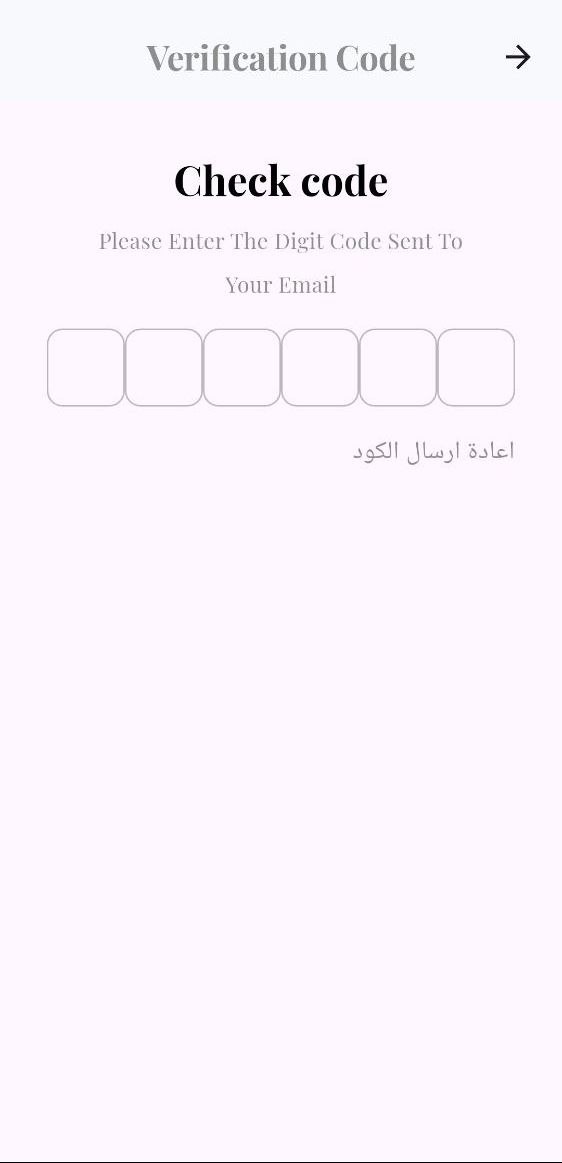 Verification Code
Check code
Please Enter The Digit Code Sent To
Your Email
اعادة ارسال الكود